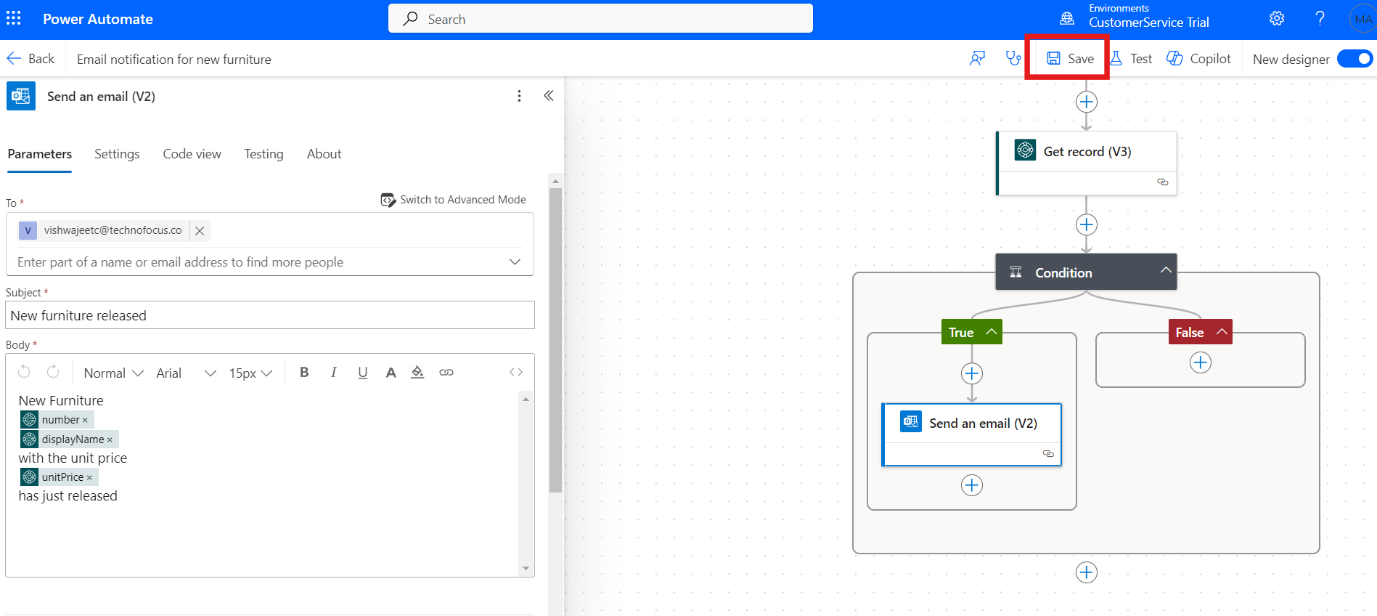 Power Automate
Search
Environments
CustomerService Trial
MA
Back
Email notification for new furniture
Save
Test
Copilot
New designer
Send an email (V2)
Parameters
Settings
Code view
Testing
About
To *
Switch to Advanced Mode
V vishwajeetc@technofocus.co
Enter part of a name or email address to find more people
Subject *
New furniture released
Body *
Normal
Arial
15px
B I U A
New Furniture
number ×
displayName ×
with the unit price
unitPrice ×
has just released
Get record (V3)
Condition
True
False
Send an email (V2)